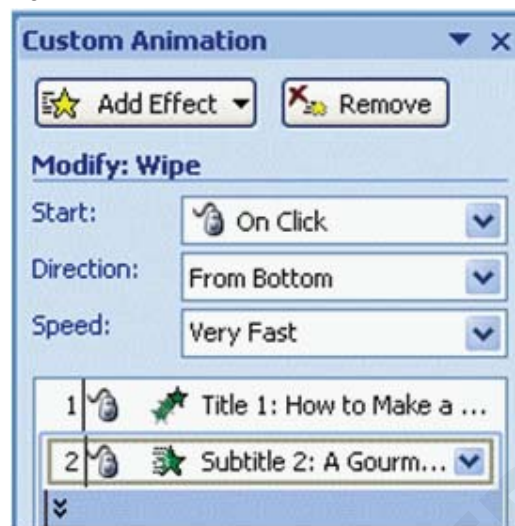 Custom Animation
Add Effect Remove
Modify: Wipe
Start: On Click
Direction: From Bottom
Speed: Very Fast
1 Title 1: How to Make a ...
2 Subtitle 2: A Gourm...